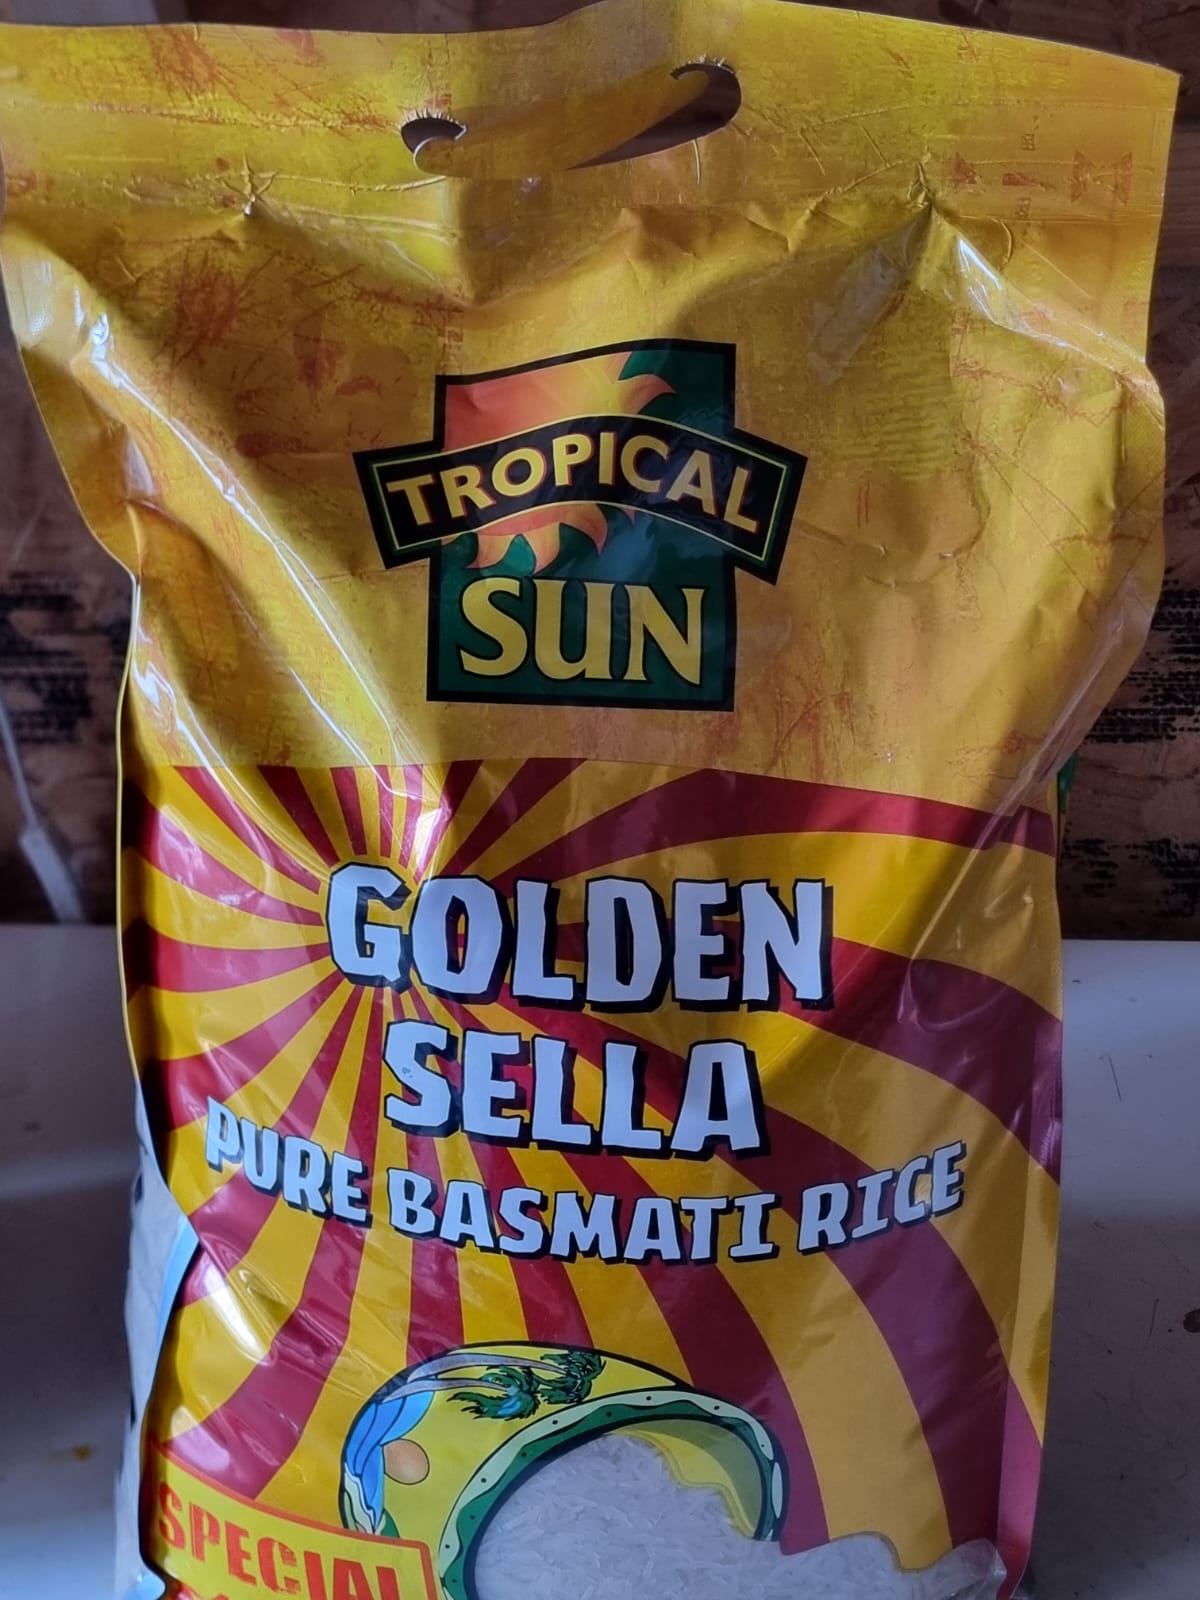 TROPICAL
SUN
GOLDEN
SELLA
PURE BASMATI RICE
SPECIAL